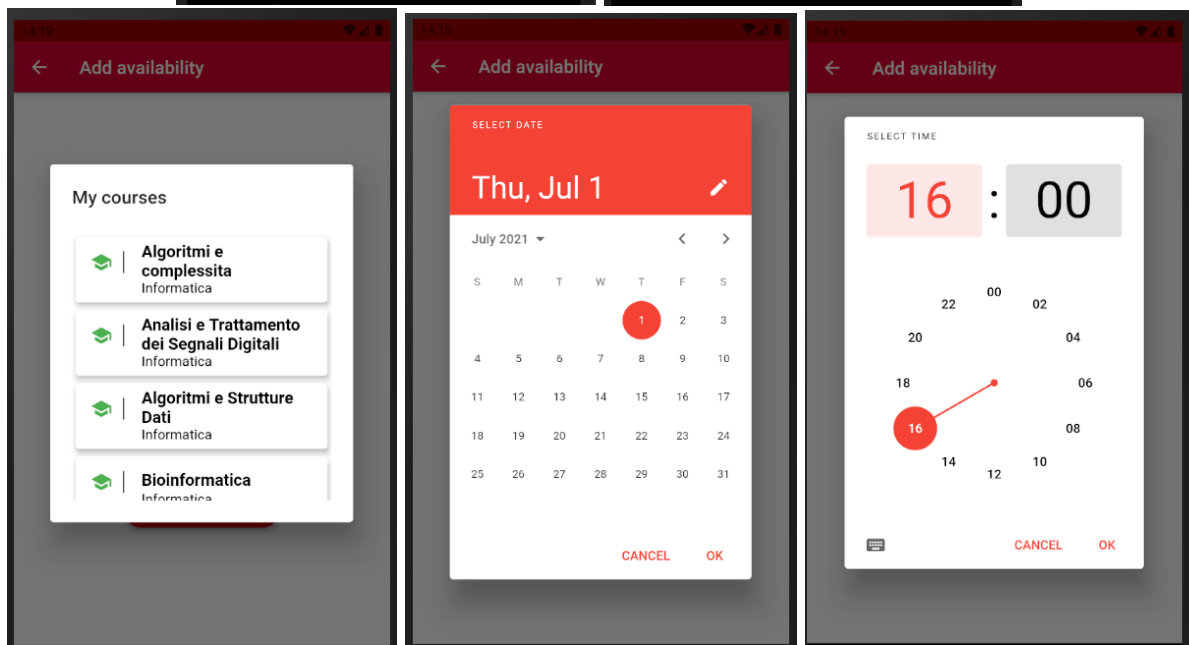 14:19
Add availability
My courses
Algoritmi e
complessita
Informatica
Analisi e Trattamento
dei Segnali Digitali
Informatica
Algoritmi e Strutture
Dati
Informatica
Bioinformatica
Informatica
14:19
Add availability
SELECT DATE
Thu, Jul 1
July 2021
S M T W T F S
1 2 3
4 5 6 7 8 9 10
11 12 13 14 15 16 17
18 19 20 21 22 23 24
25 26 27 28 29 30 31
CANCEL OK
14:19
Add availability
SELECT TIME
16 : 00
00
22 02
20 04
18 06
16 08
14 10
12
CANCEL OK